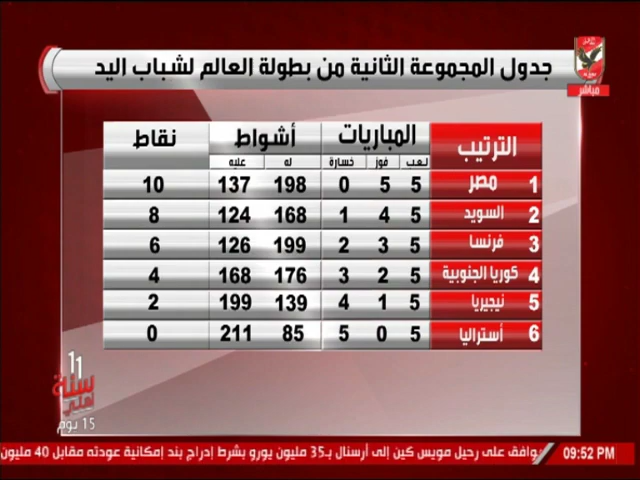 جدول المجموعة الثانية من بطولة العالم لشباب اليد
مباشر
الترتيب المباريات أشواط نقاط
لعب فوز خسارة له عليه
1 مصر 5 5 0 198 137 10
2 السويد 5 4 1 168 124 8
3 فرنسا 5 3 2 199 126 6
4 كوريا الجنوبية 5 2 3 176 168 4
5 نيجيريا 5 1 4 139 199 2
6 أستراليا 5 0 5 85 211 0
11
سنة
أهلي
15 يوم
09:52 PM يوافق على رحيل مويس كين إلى أرسنال بـ35 مليون يورو بشرط إدراج بند إمكانية عودته مقابل 40 مليون